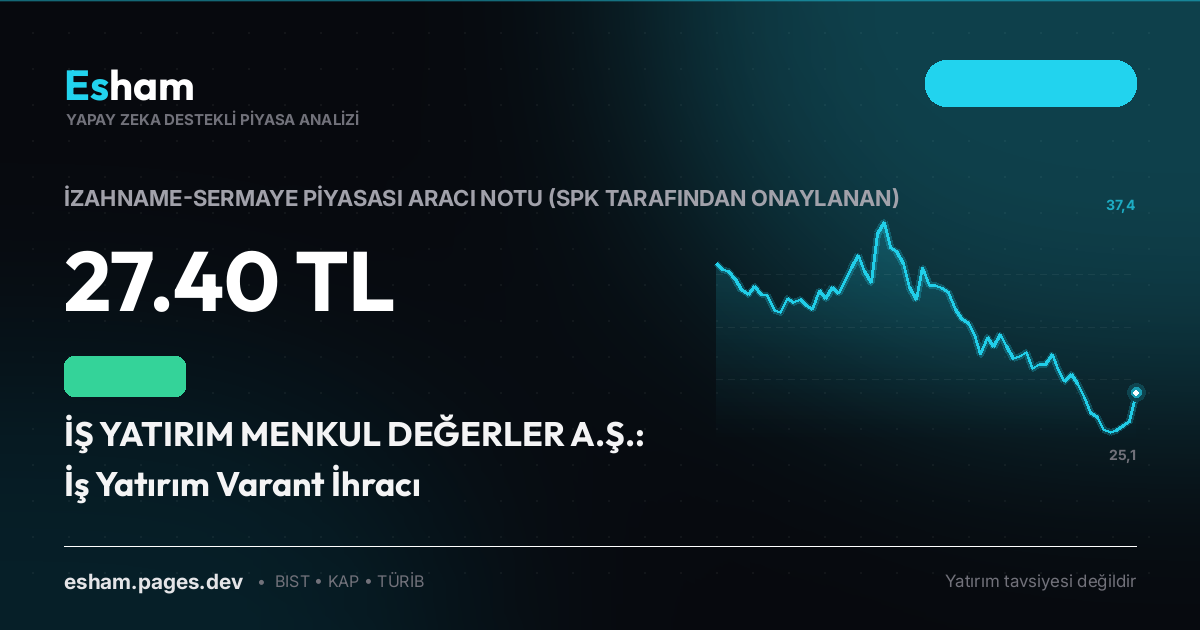 Esham
YAPAY ZEKA DESTEKLİ PİYASA ANALİZİ
İZAHNAME-SERMAYE PİYASASI ARACI NOTU (SPK TARAFINDAN ONAYLANAN)
37,4
27.40 TL
İŞ YATIRIM MENKUL DEĞERLER A.Ş.:
25,1
İş Yatırım Varant İhracı
esham.pages.dev • BIST • KAP • TÜRİB
Yatırım tavsiyesi değildir